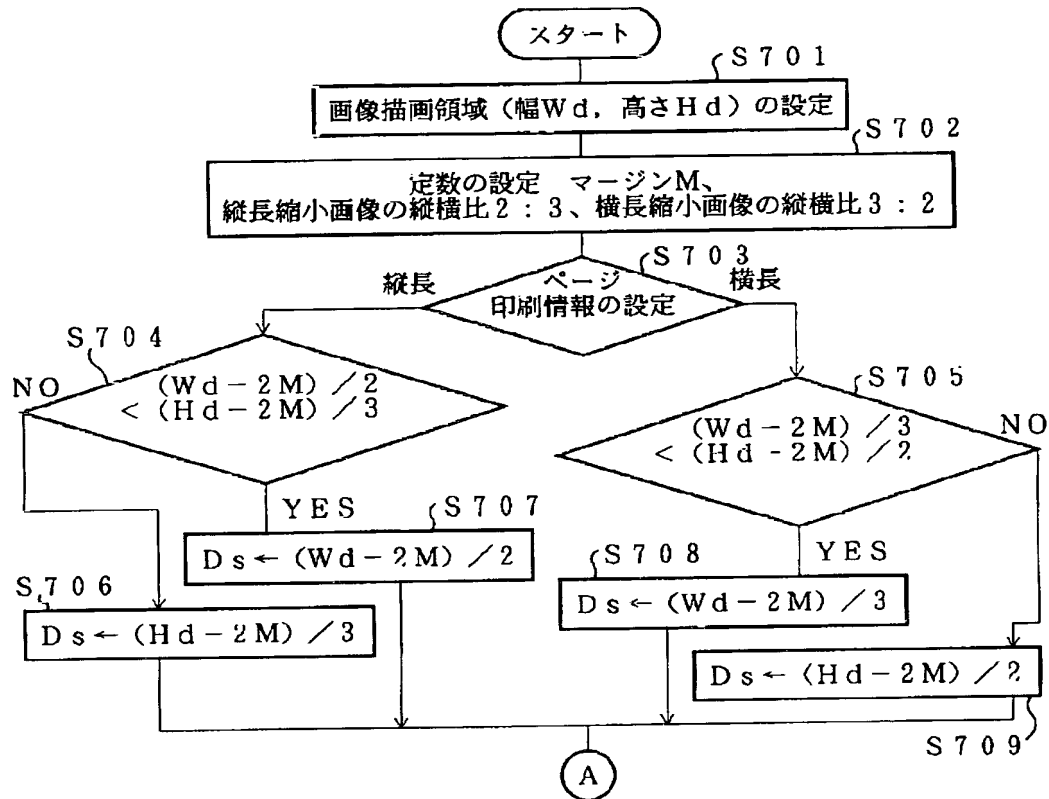 スタート
S701
画像描画領域(幅Wd,高さHd)の設定
S702
定数の設定 マージンM、
縦長縮小画像の縦横比2:3、横長縮小画像の縦横比3:2
S703
縦長
ページ
印刷情報の設定
横長
S704
NO
(Wd-2M)/2
<(Hd-2M)/3
S705
NO
(Wd-2M)/3
<(Hd-2M)/2
YES
S707
Ds←(Wd-2M)/2
YES
S708
Ds←(Wd-2M)/3
S706
Ds←(Hd-2M)/3
Ds←(Hd-2M)/2
S709
A